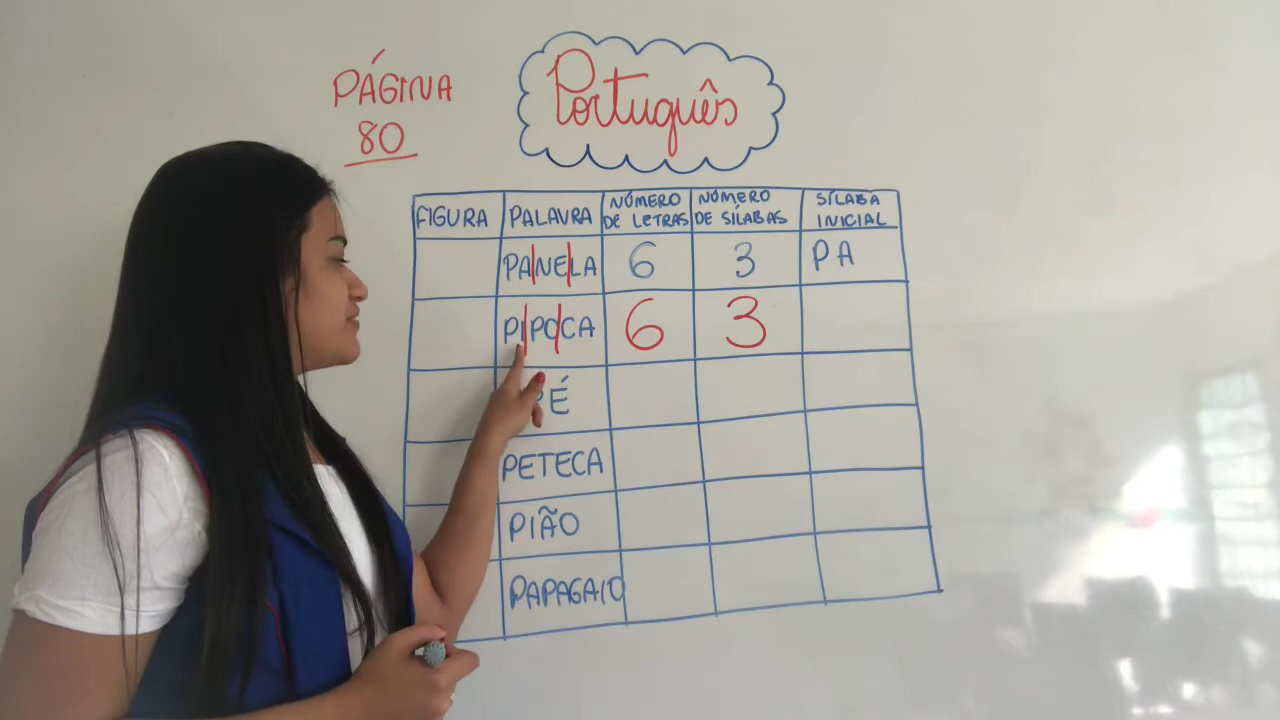 PÁGINA
80
Português
FIGURA PALAVRA NÚMERO DE LETRAS NÚMERO DE SÍLABAS SÍLABA INICIAL
PA|NE|LA 6 3 PA
PI|PO|CA 6 3
PÉ
PETECA
PIÃO
PAPAGAIO